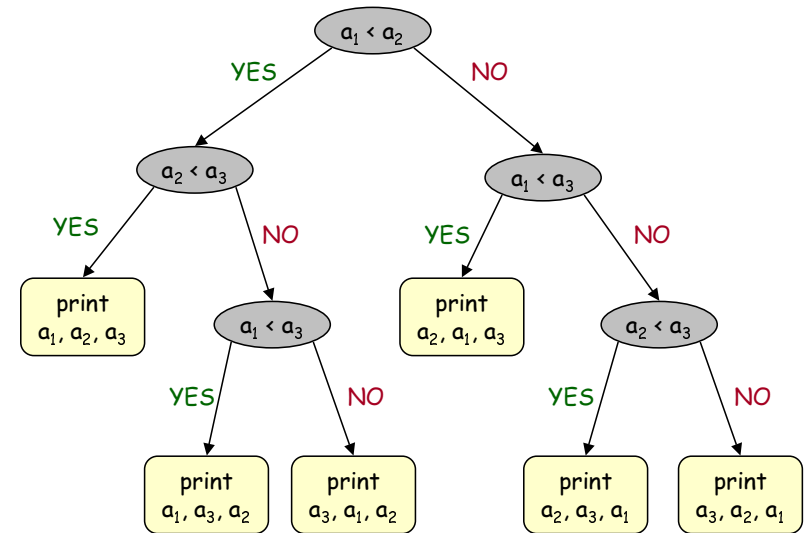 a₁ < a₂
YES
NO
a₂ < a₃
a₁ < a₃
YES
NO
YES
NO
print
a₁, a₂, a₃
a₁ < a₃
print
a₂, a₁, a₃
a₂ < a₃
YES
NO
YES
NO
print
a₁, a₃, a₂
print
a₃, a₁, a₂
print
a₂, a₃, a₁
print
a₃, a₂, a₁